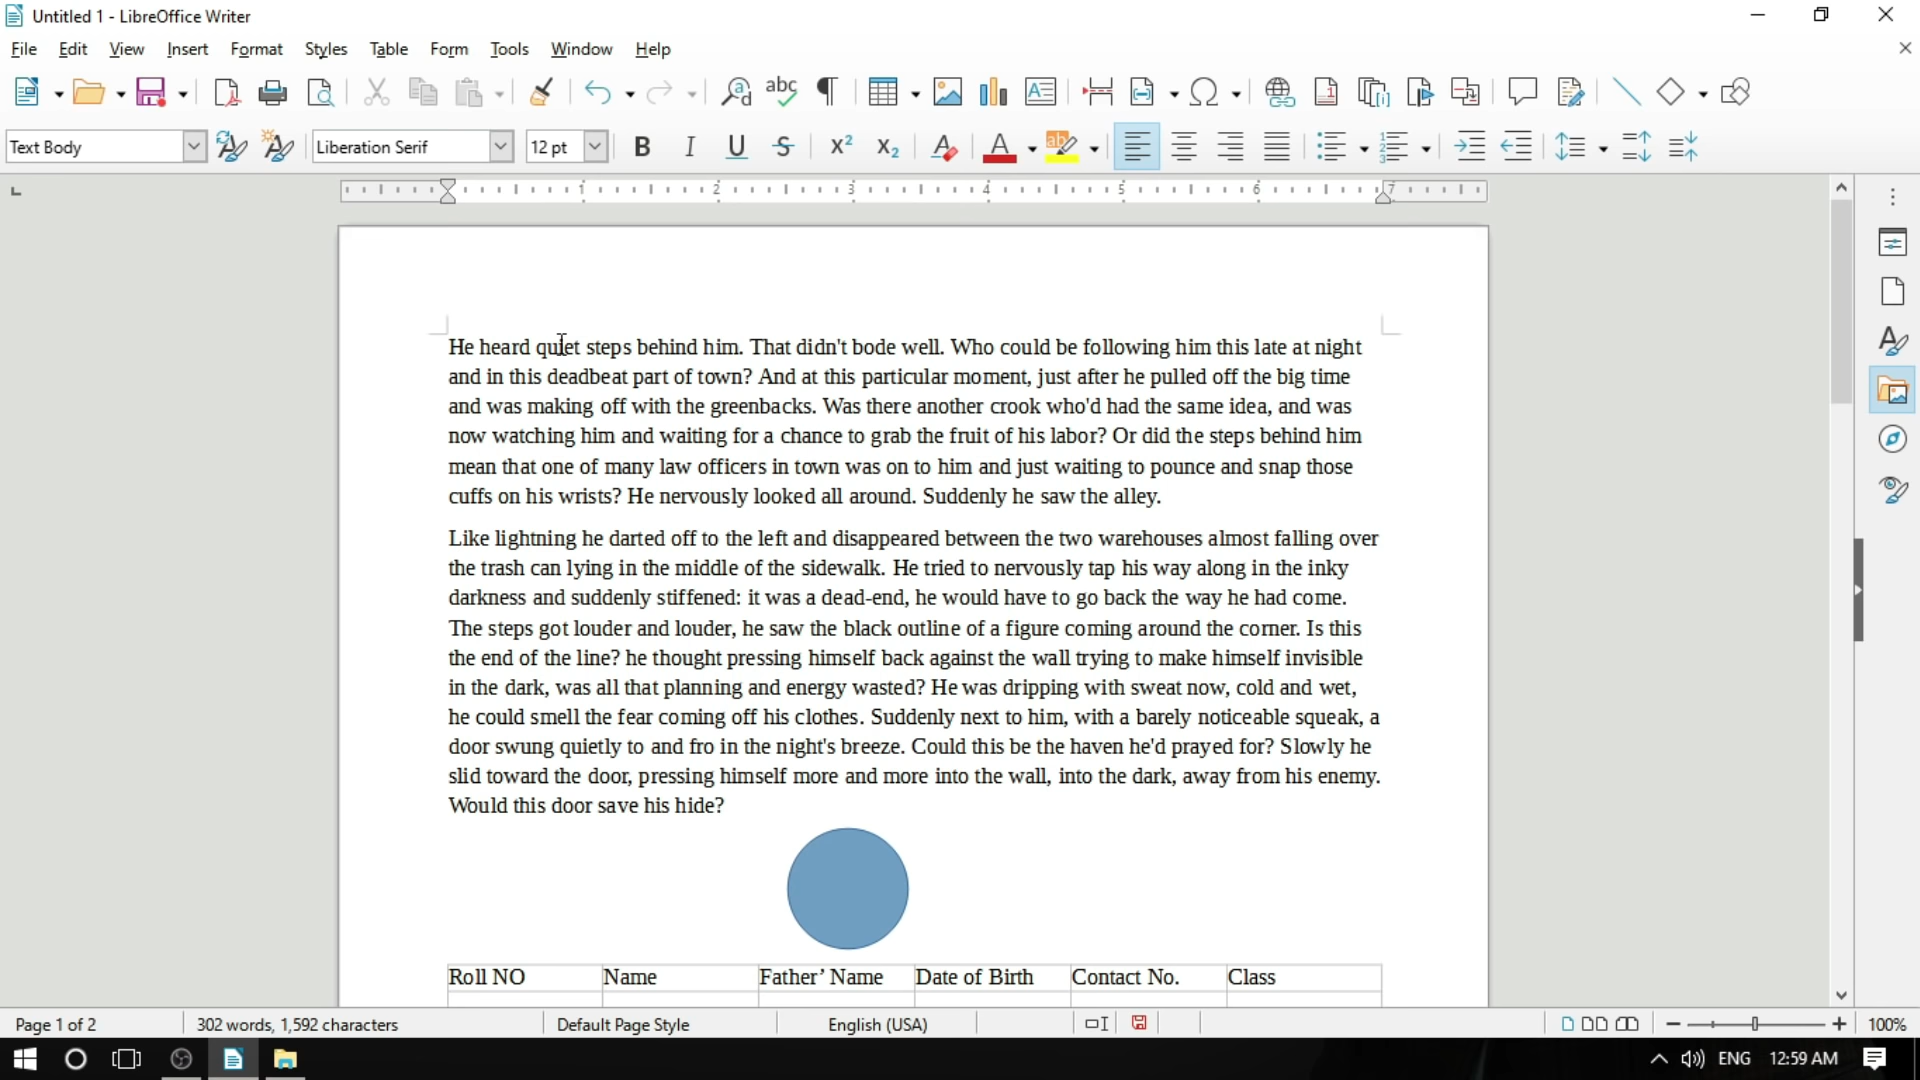 Untitled 1 - LibreOffice Writer
File Edit View Insert Format Styles Table Form Tools Window Help
Text Body Liberation Serif 12 pt
1 2 3 4 5 6 7
He heard quiet steps behind him. That didn't bode well. Who could be following him this late at night
and in this deadbeat part of town? And at this particular moment, just after he pulled off the big time
and was making off with the greenbacks. Was there another crook who'd had the same idea, and was
now watching him and waiting for a chance to grab the fruit of his labor? Or did the steps behind him
mean that one of many law officers in town was on to him and just waiting to pounce and snap those
cuffs on his wrists? He nervously looked all around. Suddenly he saw the alley.
Like lightning he darted off to the left and disappeared between the two warehouses almost falling over
the trash can lying in the middle of the sidewalk. He tried to nervously tap his way along in the inky
darkness and suddenly stiffened: it was a dead-end, he would have to go back the way he had come.
The steps got louder and louder, he saw the black outline of a figure coming around the corner. Is this
the end of the line? he thought pressing himself back against the wall trying to make himself invisible
in the dark, was all that planning and energy wasted? He was dripping with sweat now, cold and wet,
he could smell the fear coming off his clothes. Suddenly next to him, with a barely noticeable squeak, a
door swung quietly to and fro in the night's breeze. Could this be the haven he'd prayed for? Slowly he
slid toward the door, pressing himself more and more into the wall, into the dark, away from his enemy.
Would this door save his hide?
Roll NO Name Father’ Name Date of Birth Contact No. Class
Page 1 of 2 302 words, 1,592 characters Default Page Style English (USA) 100%
ENG 12:59 AM